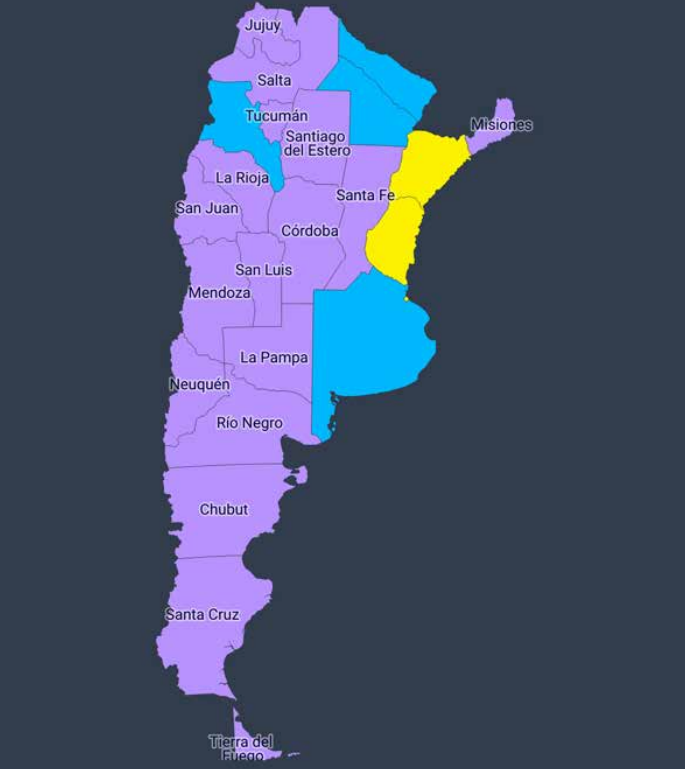 Jujuy
Salta
Tucumán
Misiones
Santiago
del Estero
La Rioja
Santa Fe
San Juan
Córdoba
San Luis
Mendoza
La Pampa
Neuquén
Río Negro
Chubut
Santa Cruz
Tierra del
Fuego